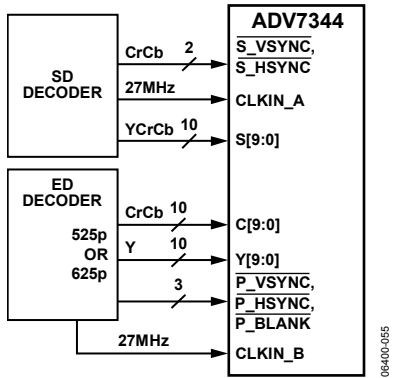 ADV7344
SD
DECODER
CrCb 2
S_VSYNC,
S_HSYNC
27MHz
CLKIN_A
YCrCb 10
S[9:0]
ED
DECODER
525p
OR
625p
CrCb 10
C[9:0]
Y 10
Y[9:0]
3
P_VSYNC,
P_HSYNC,
P_BLANK
27MHz
CLKIN_B
06400-055